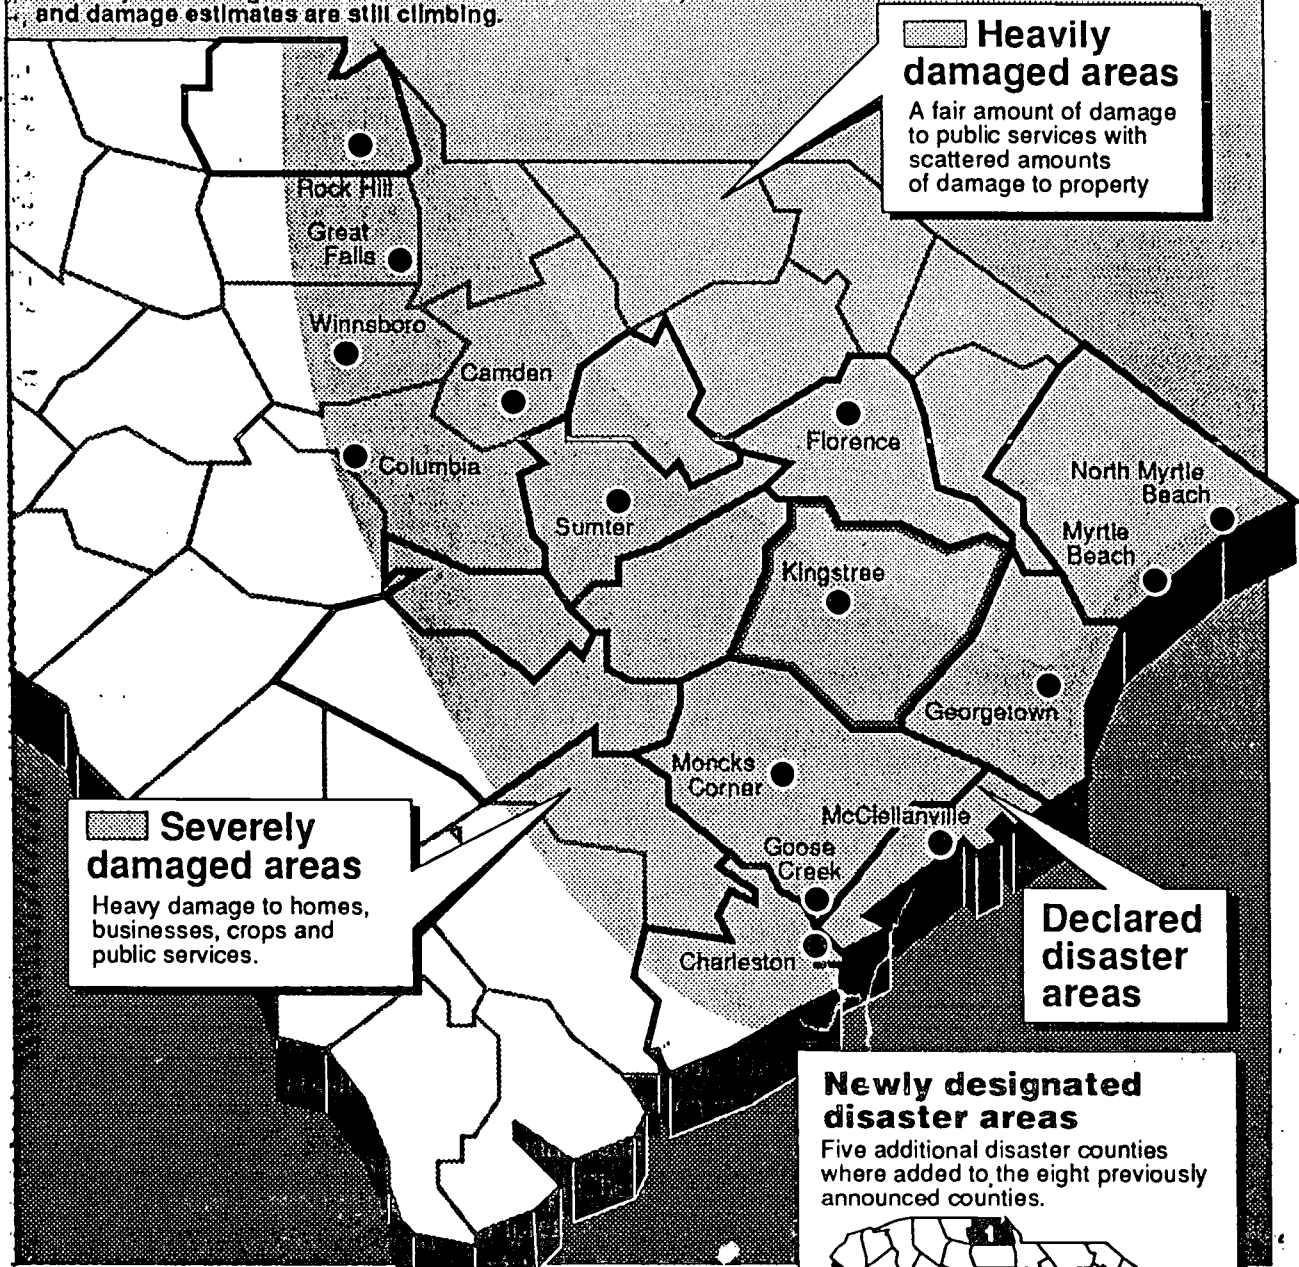 and damage estimates are still climbing.
Heavily
damaged areas
A fair amount of damage
to public services with
scattered amounts
of damage to property
Rock Hill
Great
Falls
Winnsboro
Camden
Columbia
Florence
Sumter
North Myrtle
Beach
Myrtle
Beach
Kingstree
Georgetown
Moncks
Corner
McClellanville
Goose
Creek
Charleston
Severely
damaged areas
Heavy damage to homes,
businesses, crops and
public services.
Declared
disaster
areas
Newly designated
disaster areas
Five additional disaster counties
where added to the eight previously
announced counties.
1